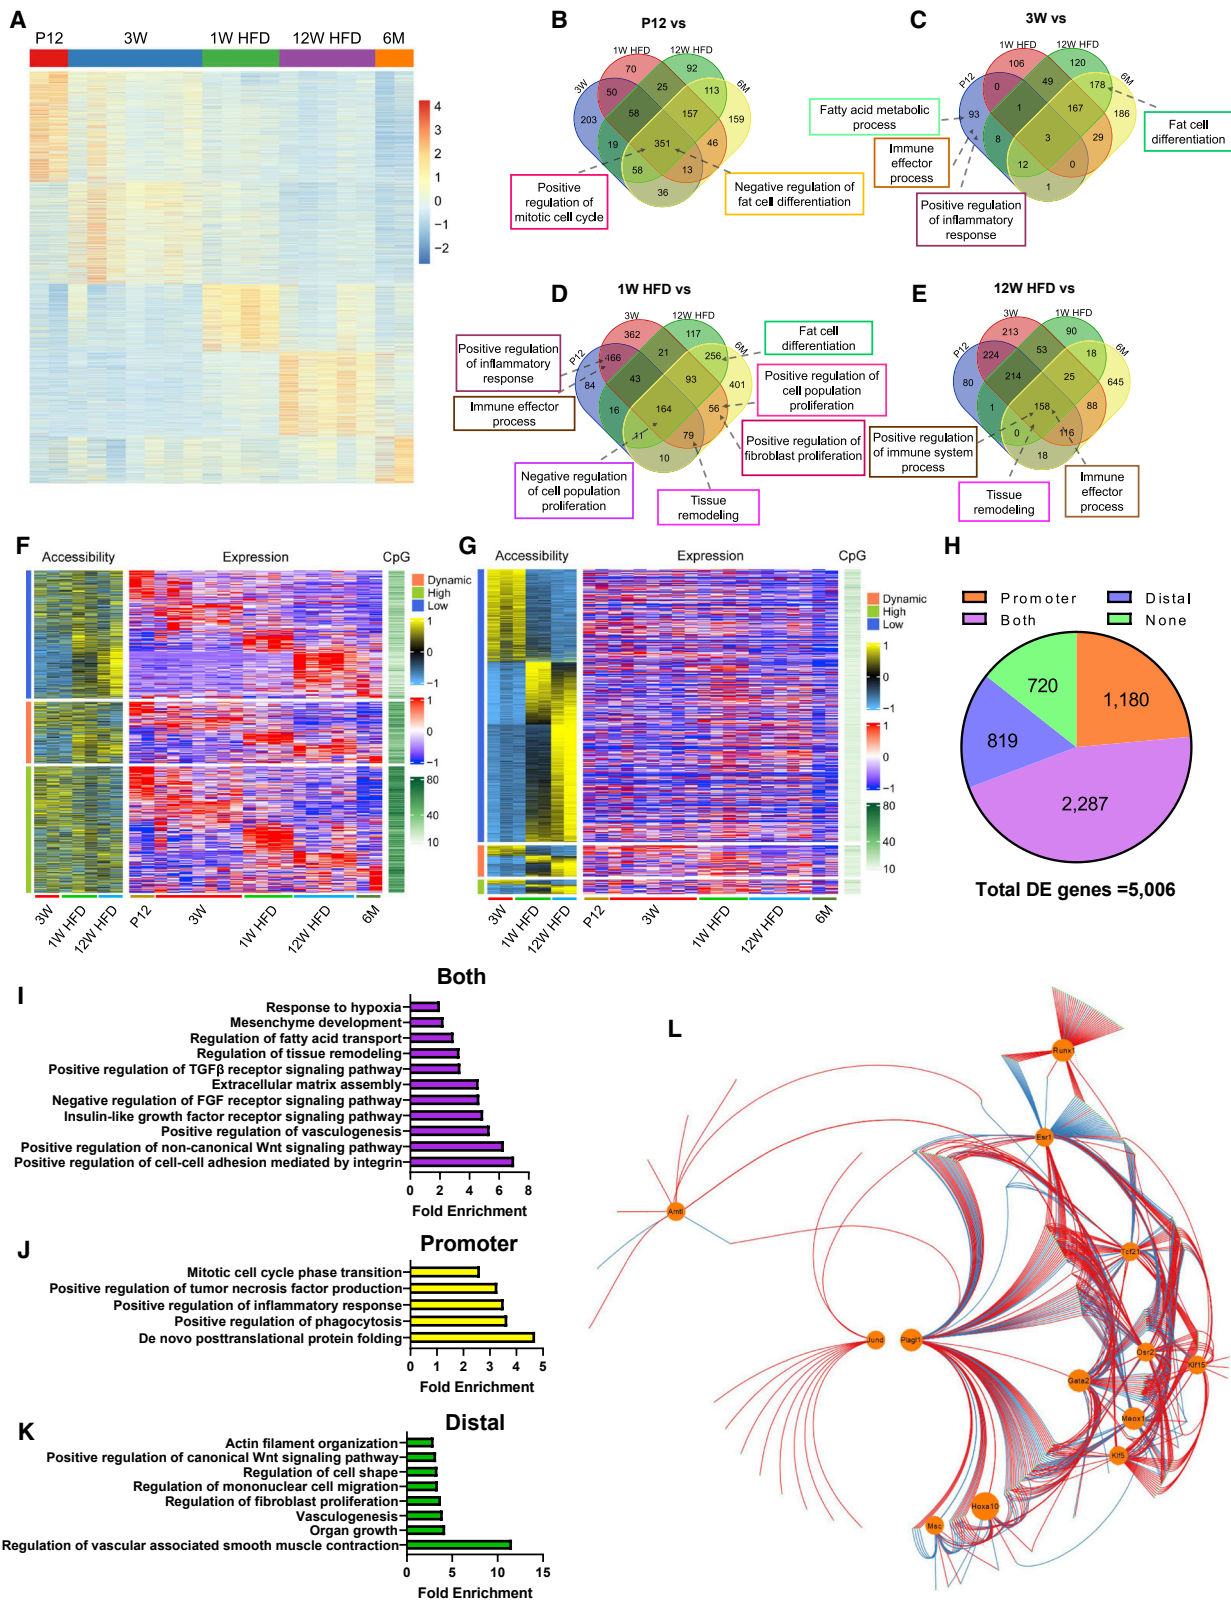 A
P12
3W
1W HFD
12W HFD
6M
4
3
2
1
0
−1
−2
B
P12 vs
1W HFD
12W HFD
3W
6M
70
92
50
25
113
203
58
157
159
19
351
46
58
13
36
Positive
regulation of
mitotic cell cycle
Negative regulation of
fat cell differentiation
C
3W vs
1W HFD
12W HFD
P12
6M
106
120
0
49
178
93
1
167
186
8
3
29
12
0
1
Fatty acid metabolic
process
Immune
effector
process
Positive regulation
of inflammatory
response
Fat cell
differentiation
D
1W HFD vs
3W
12W HFD
P12
6M
362
117
466
21
256
84
43
93
401
16
164
56
11
79
10
Positive regulation
of inflammatory
response
Immune effector
process
Negative regulation
of cell population
proliferation
Tissue
remodeling
Fat cell
differentiation
Positive regulation of
cell population
proliferation
Positive regulation of
fibroblast proliferation
E
12W HFD vs
3W
1W HFD
P12
6M
213
90
224
53
18
80
214
25
645
1
158
88
0
116
18
Positive regulation
of immune system
process
Tissue
remodeling
Immune
effector
process
F
Accessibility
Expression
CpG
Dynamic
High
Low
1
0
−1
1
0
−1
80
40
10
3W
1W HFD
12W HFD
P12
3W
1W HFD
12W HFD
6M
G
Accessibility
Expression
CpG
Dynamic
High
Low
1
0
−1
1
0
−1
80
40
10
3W
1W HFD
12W HFD
P12
3W
1W HFD
12W HFD
6M
H
Promoter
Distal
Both
None
720
1,180
819
2,287
Total DE genes =5,006
I
Both
Response to hypoxia
Mesenchyme development
Regulation of fatty acid transport
Regulation of tissue remodeling
Positive regulation of TGFβ receptor signaling pathway
Extracellular matrix assembly
Negative regulation of FGF receptor signaling pathway
Insulin-like growth factor receptor signaling pathway
Positive regulation of vasculogenesis
Positive regulation of non-canonical Wnt signaling pathway
Positive regulation of cell-cell adhesion mediated by integrin
0 2 4 6 8
Fold Enrichment
J
Promoter
Mitotic cell cycle phase transition
Positive regulation of tumor necrosis factor production
Positive regulation of inflammatory response
Positive regulation of phagocytosis
De novo posttranslational protein folding
0 1 2 3 4 5
Fold Enrichment
K
Distal
Actin filament organization
Positive regulation of canonical Wnt signaling pathway
Regulation of cell shape
Regulation of mononuclear cell migration
Regulation of fibroblast proliferation
Vasculogenesis
Organ growth
Regulation of vascular associated smooth muscle contraction
0 5 10 15
Fold Enrichment
L
Runx1
Esr1
Arntl
Tcf21
Jund
Plagl1
Osr2
Klf15
Gata2
Meox1
Klf5
Hoxa10
Msc